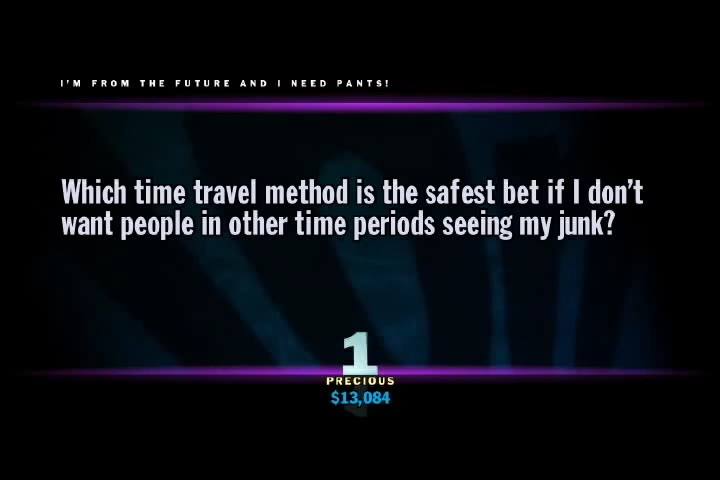 I'M FROM THE FUTURE AND I NEED PANTS!
Which time travel method is the safest bet if I don't
want people in other time periods seeing my junk?
1
PRECIOUS
$13,084